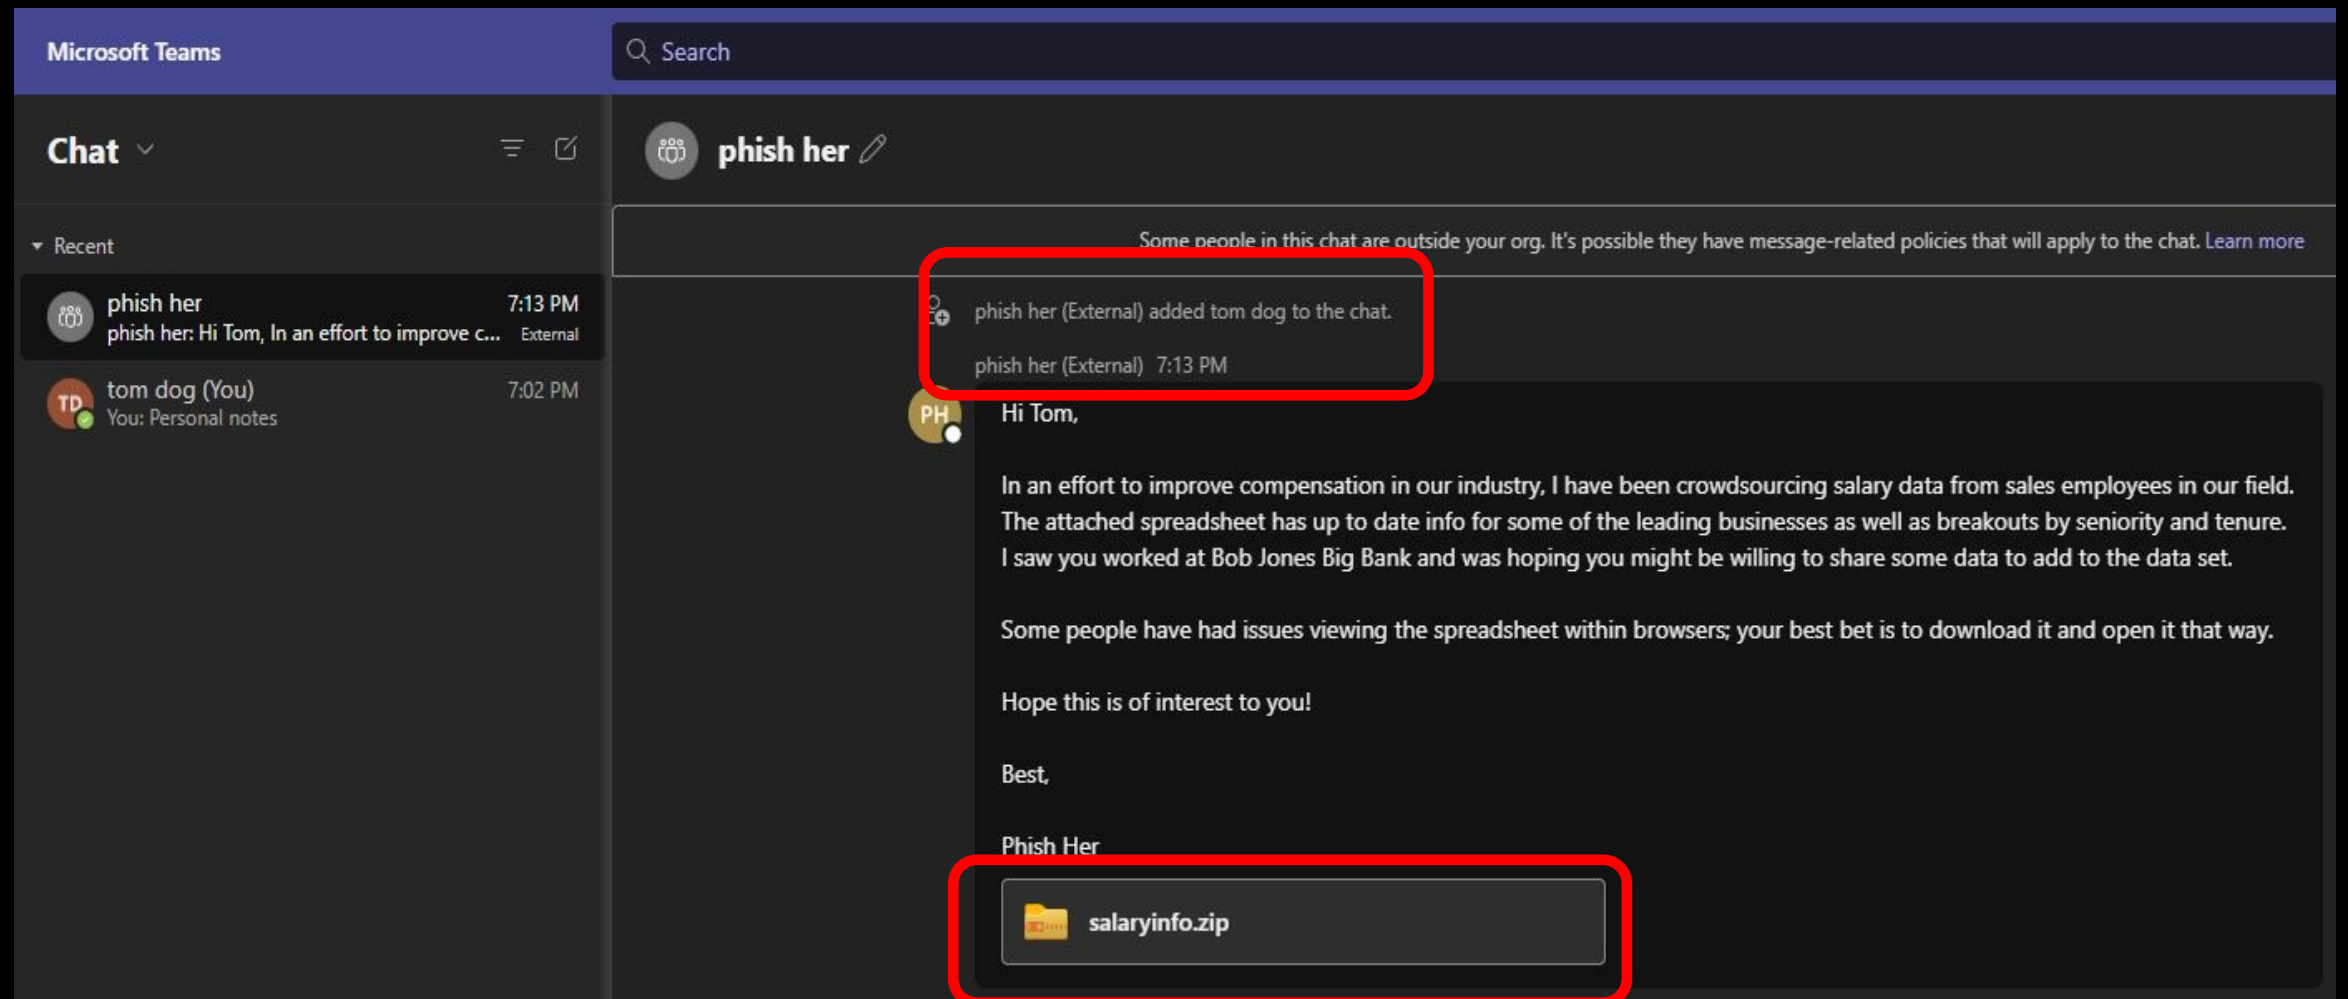 Microsoft Teams
Search
Chat
phish her
Recent
phish her 7:13 PM
phish her: Hi Tom, In an effort to improve c... External
TD
tom dog (You) 7:02 PM
You: Personal notes
Some people in this chat are outside your org. It's possible they have message-related policies that will apply to the chat. Learn more
phish her (External) added tom dog to the chat.
phish her (External) 7:13 PM
PH
Hi Tom,
In an effort to improve compensation in our industry, I have been crowdsourcing salary data from sales employees in our field.
The attached spreadsheet has up to date info for some of the leading businesses as well as breakouts by seniority and tenure.
I saw you worked at Bob Jones Big Bank and was hoping you might be willing to share some data to add to the data set.
Some people have had issues viewing the spreadsheet within browsers; your best bet is to download it and open it that way.
Hope this is of interest to you!
Best,
Phish Her
salaryinfo.zip